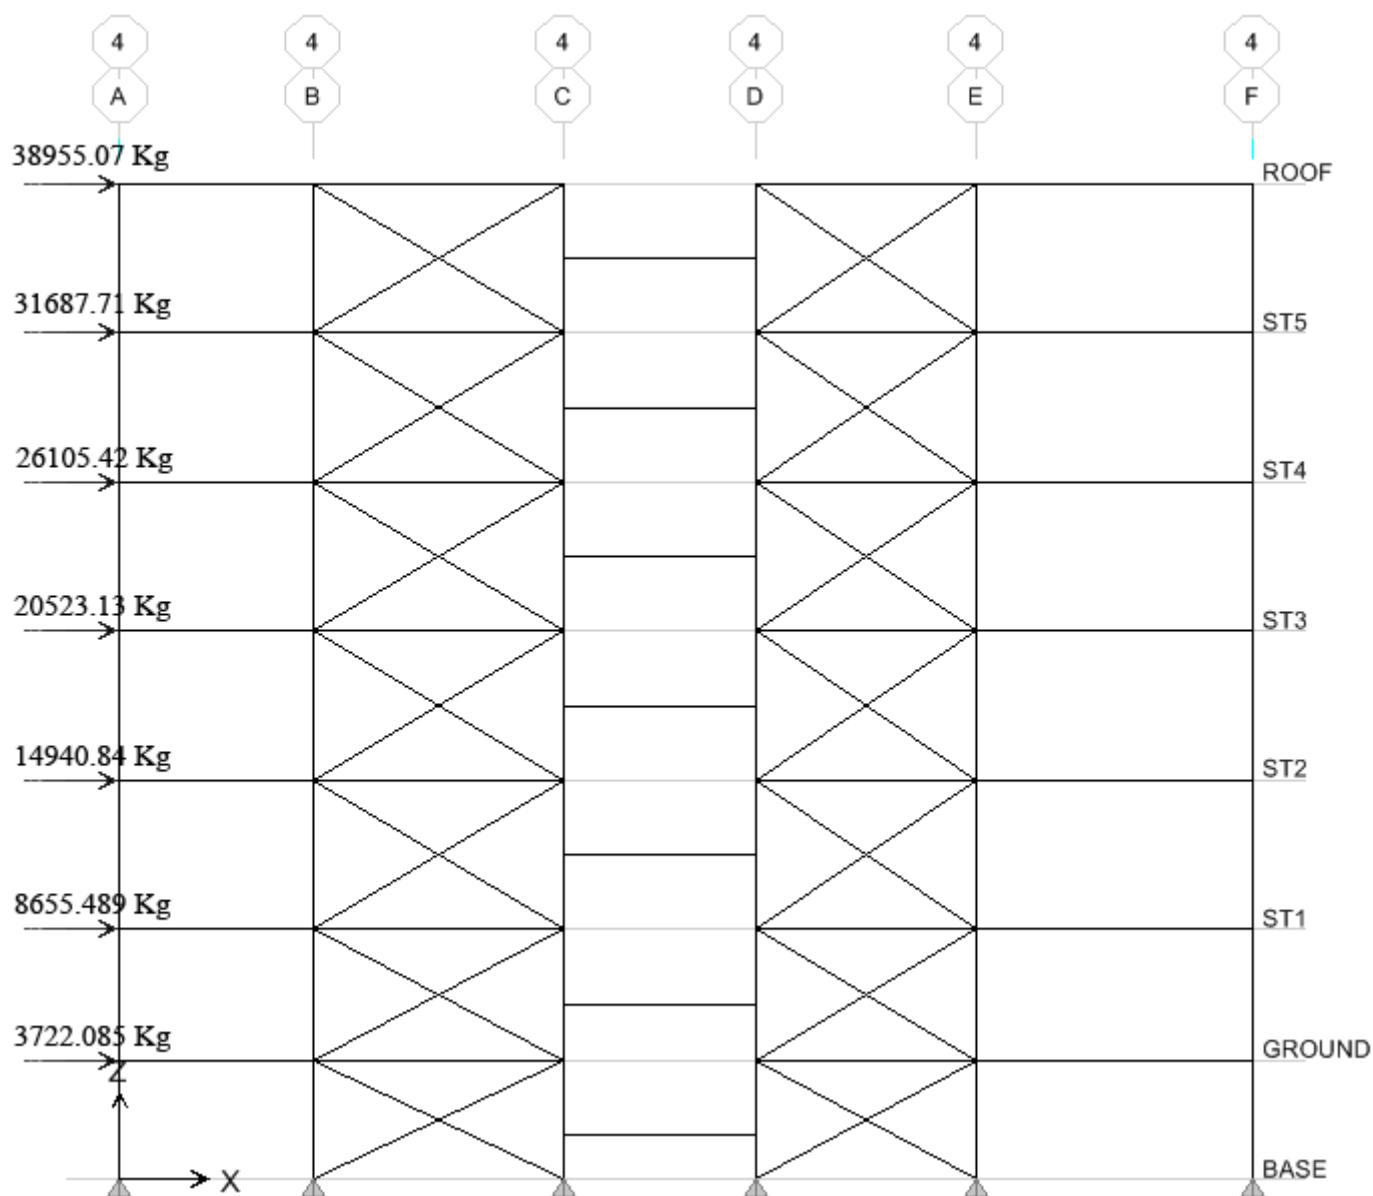 4 4 4 4 4 4
A B C D E F
38955.07 Kg
ROOF
31687.71 Kg
ST5
26105.42 Kg
ST4
20523.13 Kg
ST3
14940.84 Kg
ST2
8655.489 Kg
ST1
3722.085 Kg
GROUND
Z
X
BASE